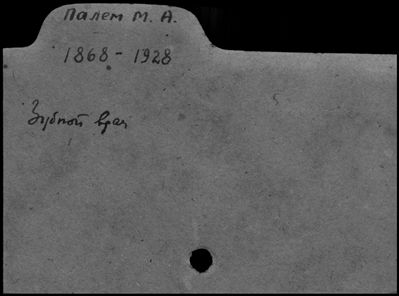 Палем М. А.
1868 - 1928
Зубной врач